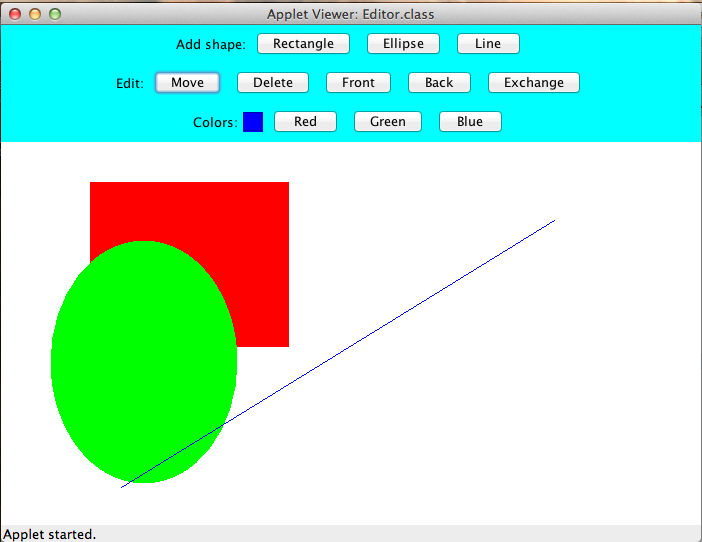 Applet Viewer: Editor.class
Add shape: Rectangle Ellipse Line
Edit: Move Delete Front Back Exchange
Colors: Red Green Blue
Applet started.